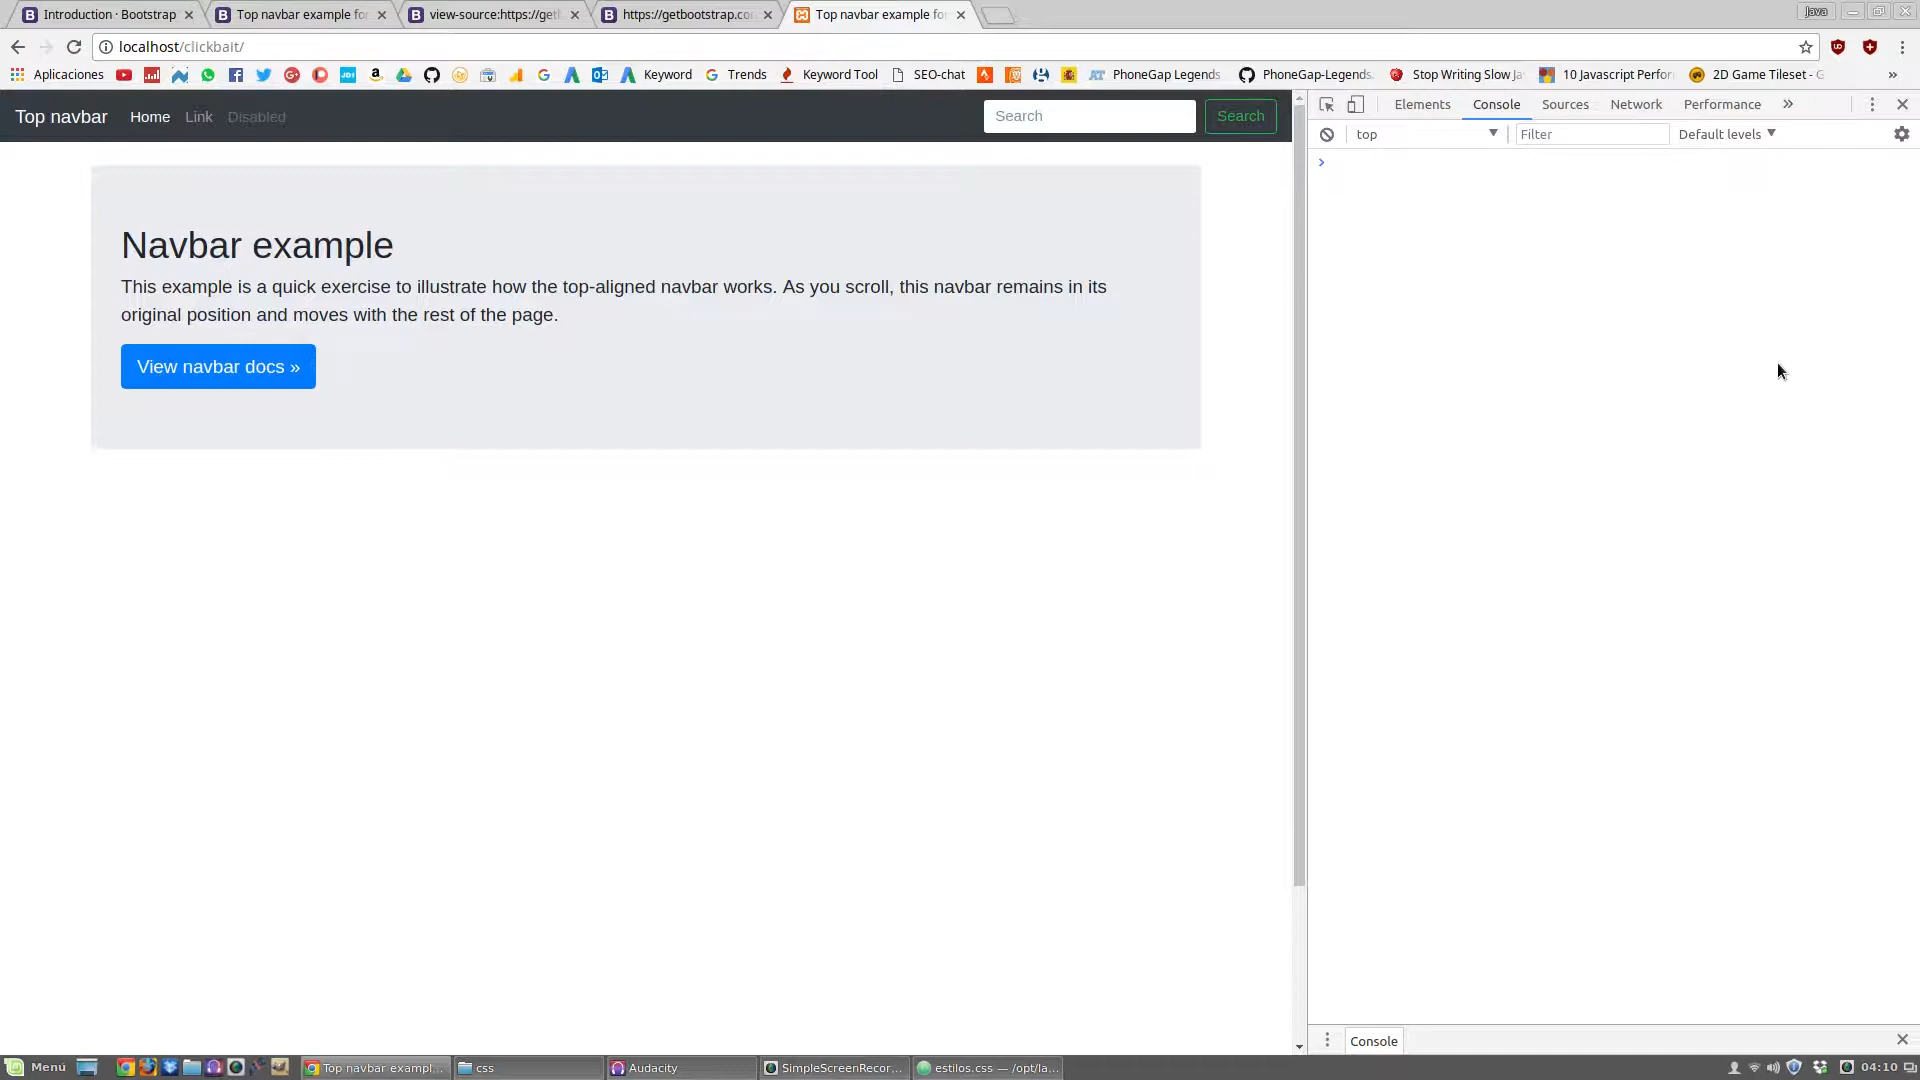 Introduction · Bootstrap
Top navbar example for
view-source:https://getl
https://getbootstrap.co
Top navbar example fo
Java
localhost/clickbait/
Aplicaciones
Keyword
Trends
Keyword Tool
SEO-chat
PhoneGap Legends
PhoneGap-Legends.
Stop Writing Slow Ja
10 Javascript Perfor
2D Game Tileset - G
»
Top navbar
Home
Link
Disabled
Search
Search
Elements
Console
Sources
Network
Performance
»
top
Filter
Default levels
Navbar example
This example is a quick exercise to illustrate how the top-aligned navbar works. As you scroll, this navbar remains in its
original position and moves with the rest of the page.
View navbar docs »
Console
Menú
Top navbar exampl...
css
Audacity
SimpleScreenRecor...
estilos.css — /opt/la...
04:10